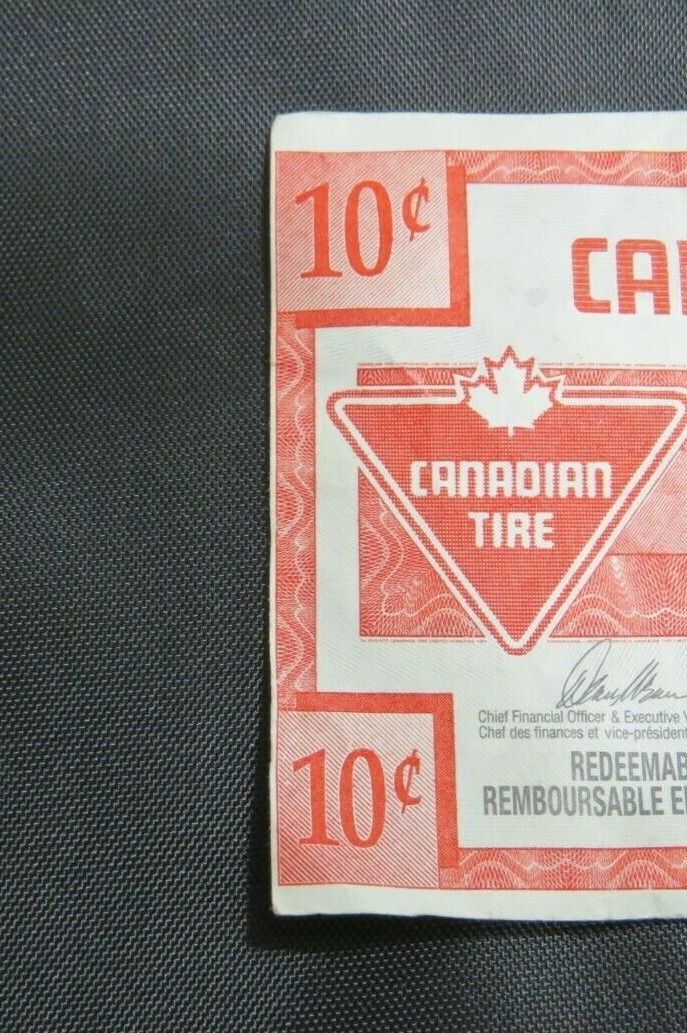 10¢
CA
CANADIAN
TIRE
Chief Financial Officer & Executive
Chef des finances et vice-président
REDEEMAB
REMBOURSABLE E
10¢